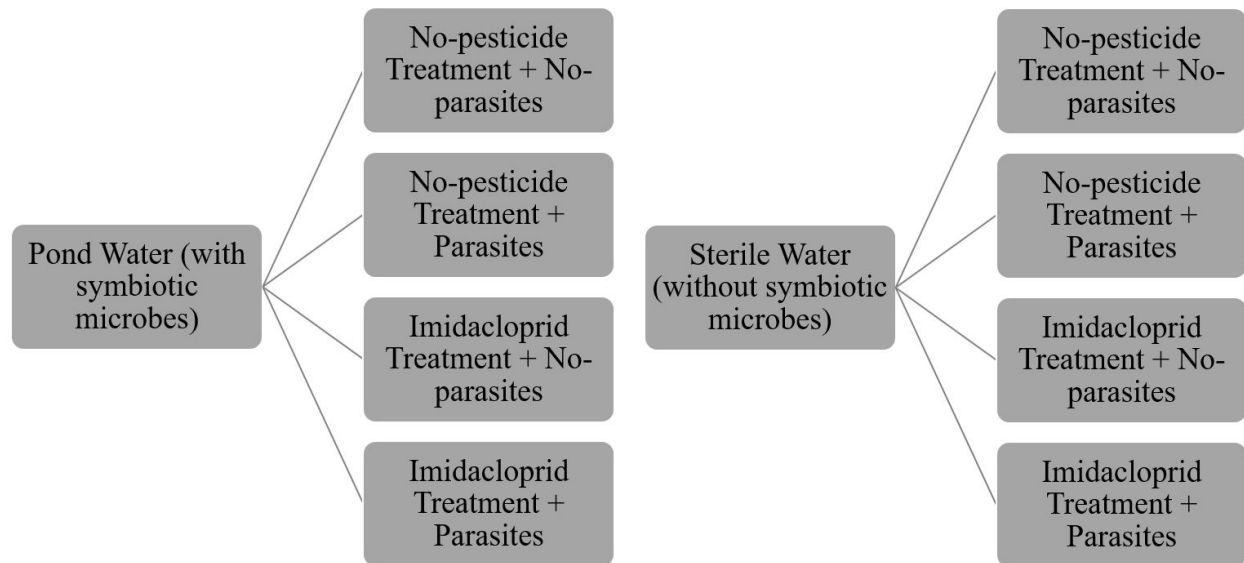 Pond Water (with
symbiotic
microbes)
No-pesticide
Treatment + No-
parasites
No-pesticide
Treatment +
Parasites
Imidacloprid
Treatment + No-
parasites
Imidacloprid
Treatment +
Parasites
Sterile Water
(without symbiotic
microbes)
No-pesticide
Treatment + No-
parasites
No-pesticide
Treatment +
Parasites
Imidacloprid
Treatment + No-
parasites
Imidacloprid
Treatment +
Parasites